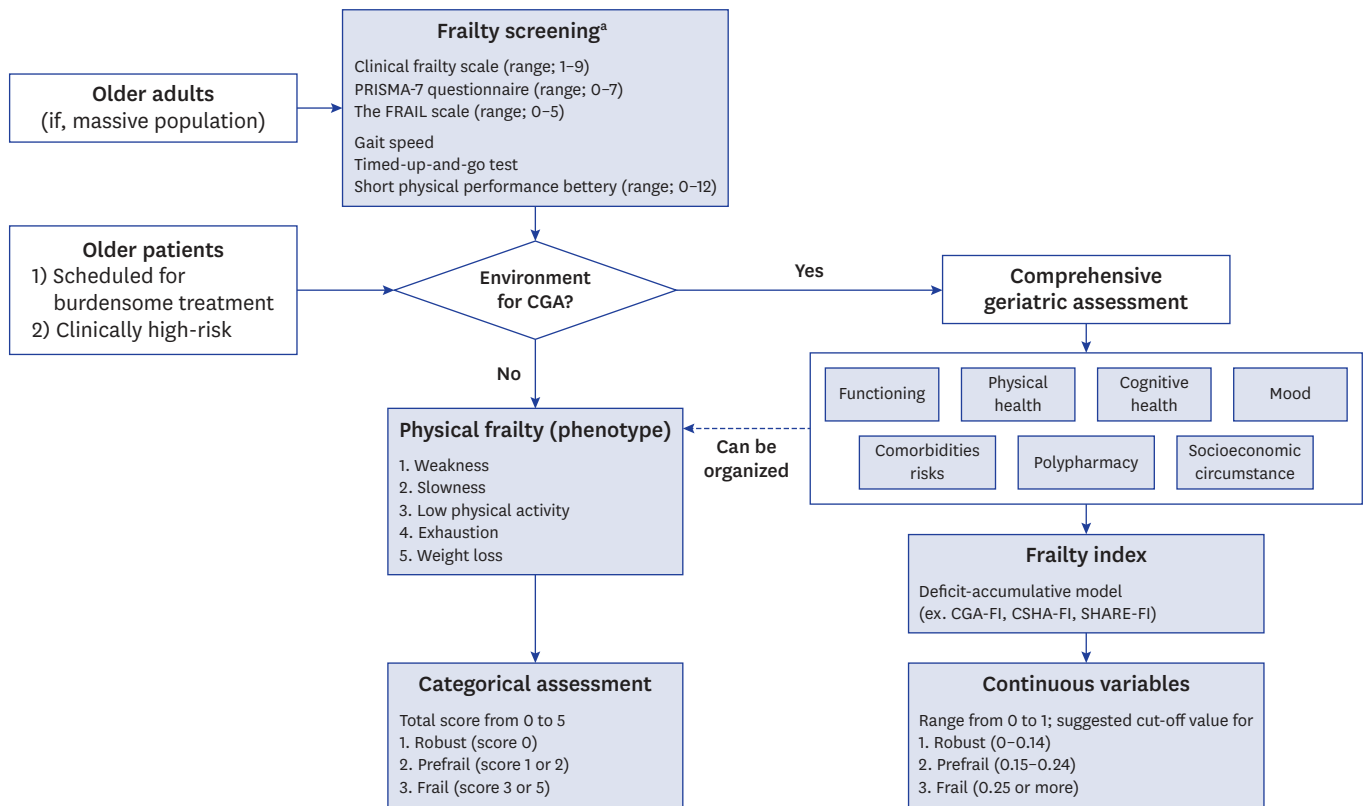 Frailty screeningᵃ
Clinical frailty scale (range; 1–9)
PRISMA-7 questionnaire (range; 0–7)
The FRAIL scale (range; 0–5)
Gait speed
Timed-up-and-go test
Short physical performance bettery (range; 0–12)
Older adults
(if, massive population)
Older patients
1) Scheduled for
burdensome treatment
2) Clinically high-risk
Environment
for CGA?
Yes
No
Comprehensive
geriatric assessment
Functioning
Physical
health
Cognitive
health
Mood
Comorbidities
risks
Polypharmacy
Socioeconomic
circumstance
Can be
organized
Physical frailty (phenotype)
1. Weakness
2. Slowness
3. Low physical activity
4. Exhaustion
5. Weight loss
Frailty index
Deficit-accumulative model
(ex. CGA-FI, CSHA-FI, SHARE-FI)
Categorical assessment
Total score from 0 to 5
1. Robust (score 0)
2. Prefrail (score 1 or 2)
3. Frail (score 3 or 5)
Continuous variables
Range from 0 to 1; suggested cut-off value for
1. Robust (0–0.14)
2. Prefrail (0.15–0.24)
3. Frail (0.25 or more)